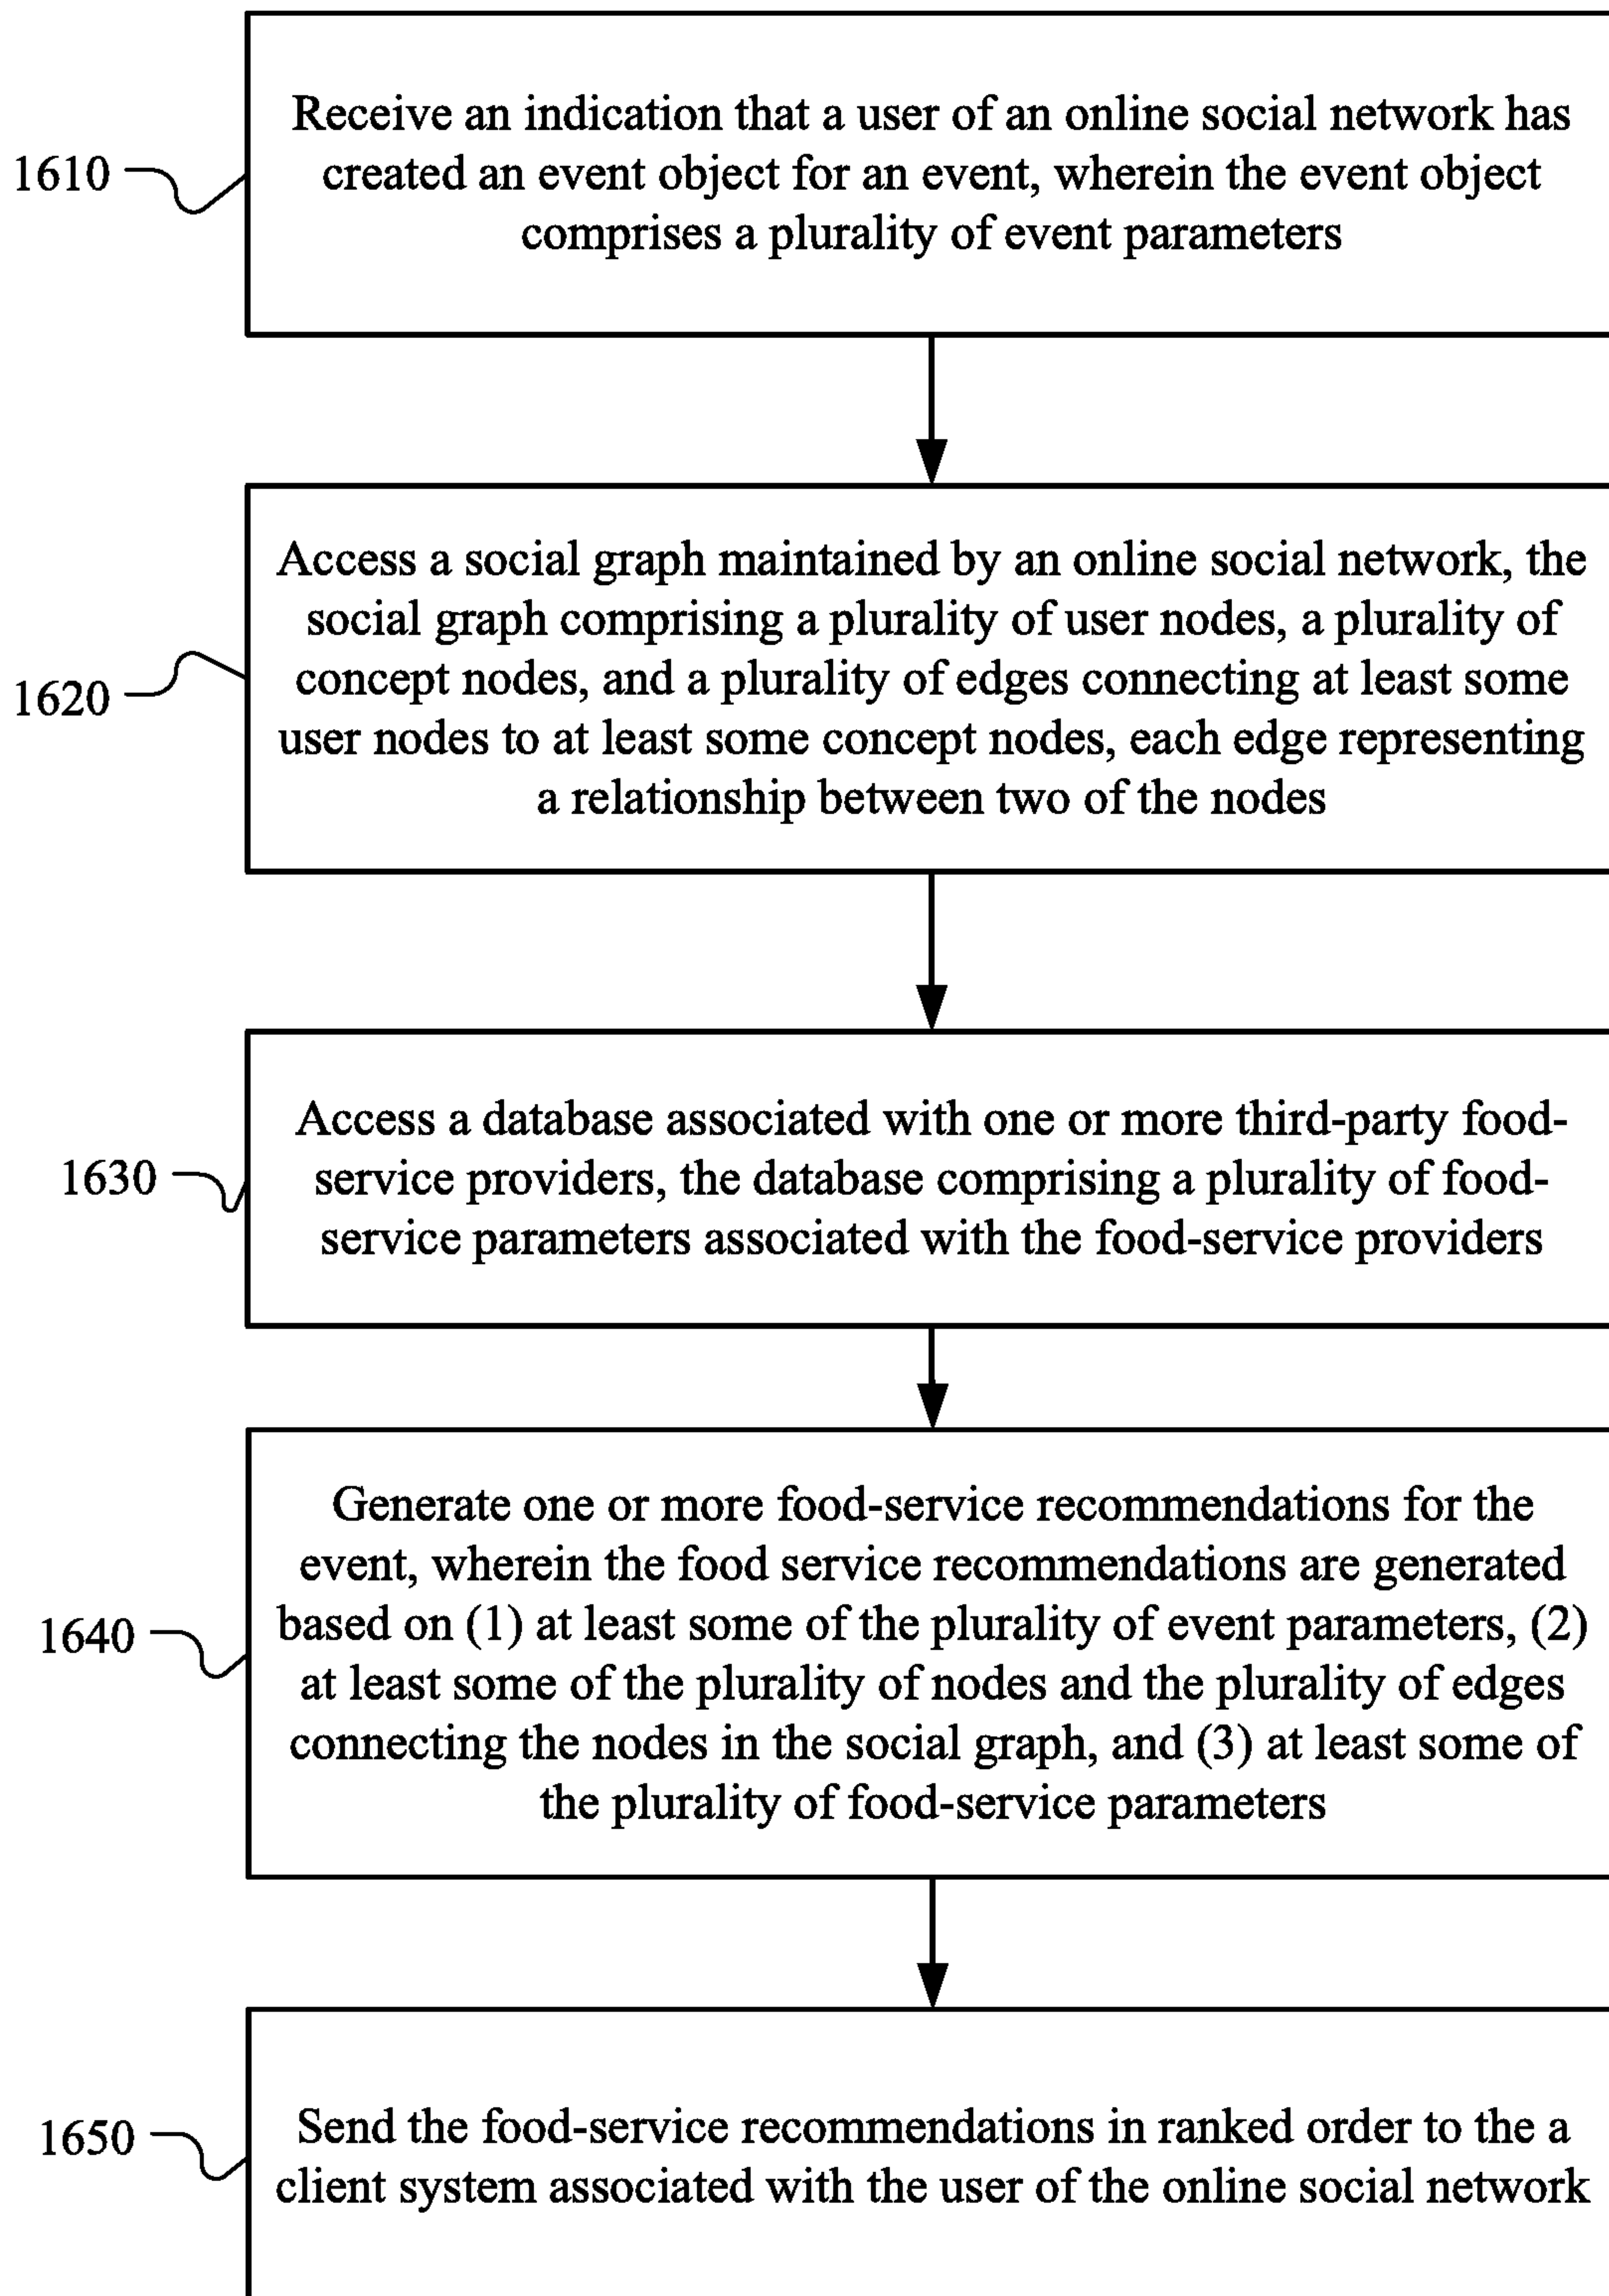 Receive an indication that a user of an online social network has
created an event object for an event, wherein the event object
comprises a plurality of event parameters
1610
Access a social graph maintained by an online social network, the
social graph comprising a plurality of user nodes, a plurality of
concept nodes, and a plurality of edges connecting at least some
user nodes to at least some concept nodes, each edge representing
a relationship between two of the nodes
1620
Access a database associated with one or more third-party food-
service providers, the database comprising a plurality of food-
service parameters associated with the food-service providers
1630
Generate one or more food-service recommendations for the
event, wherein the food service recommendations are generated
based on (1) at least some of the plurality of event parameters, (2)
at least some of the plurality of nodes and the plurality of edges
connecting the nodes in the social graph, and (3) at least some of
the plurality of food-service parameters
1640
Send the food-service recommendations in ranked order to the a
client system associated with the user of the online social network
1650